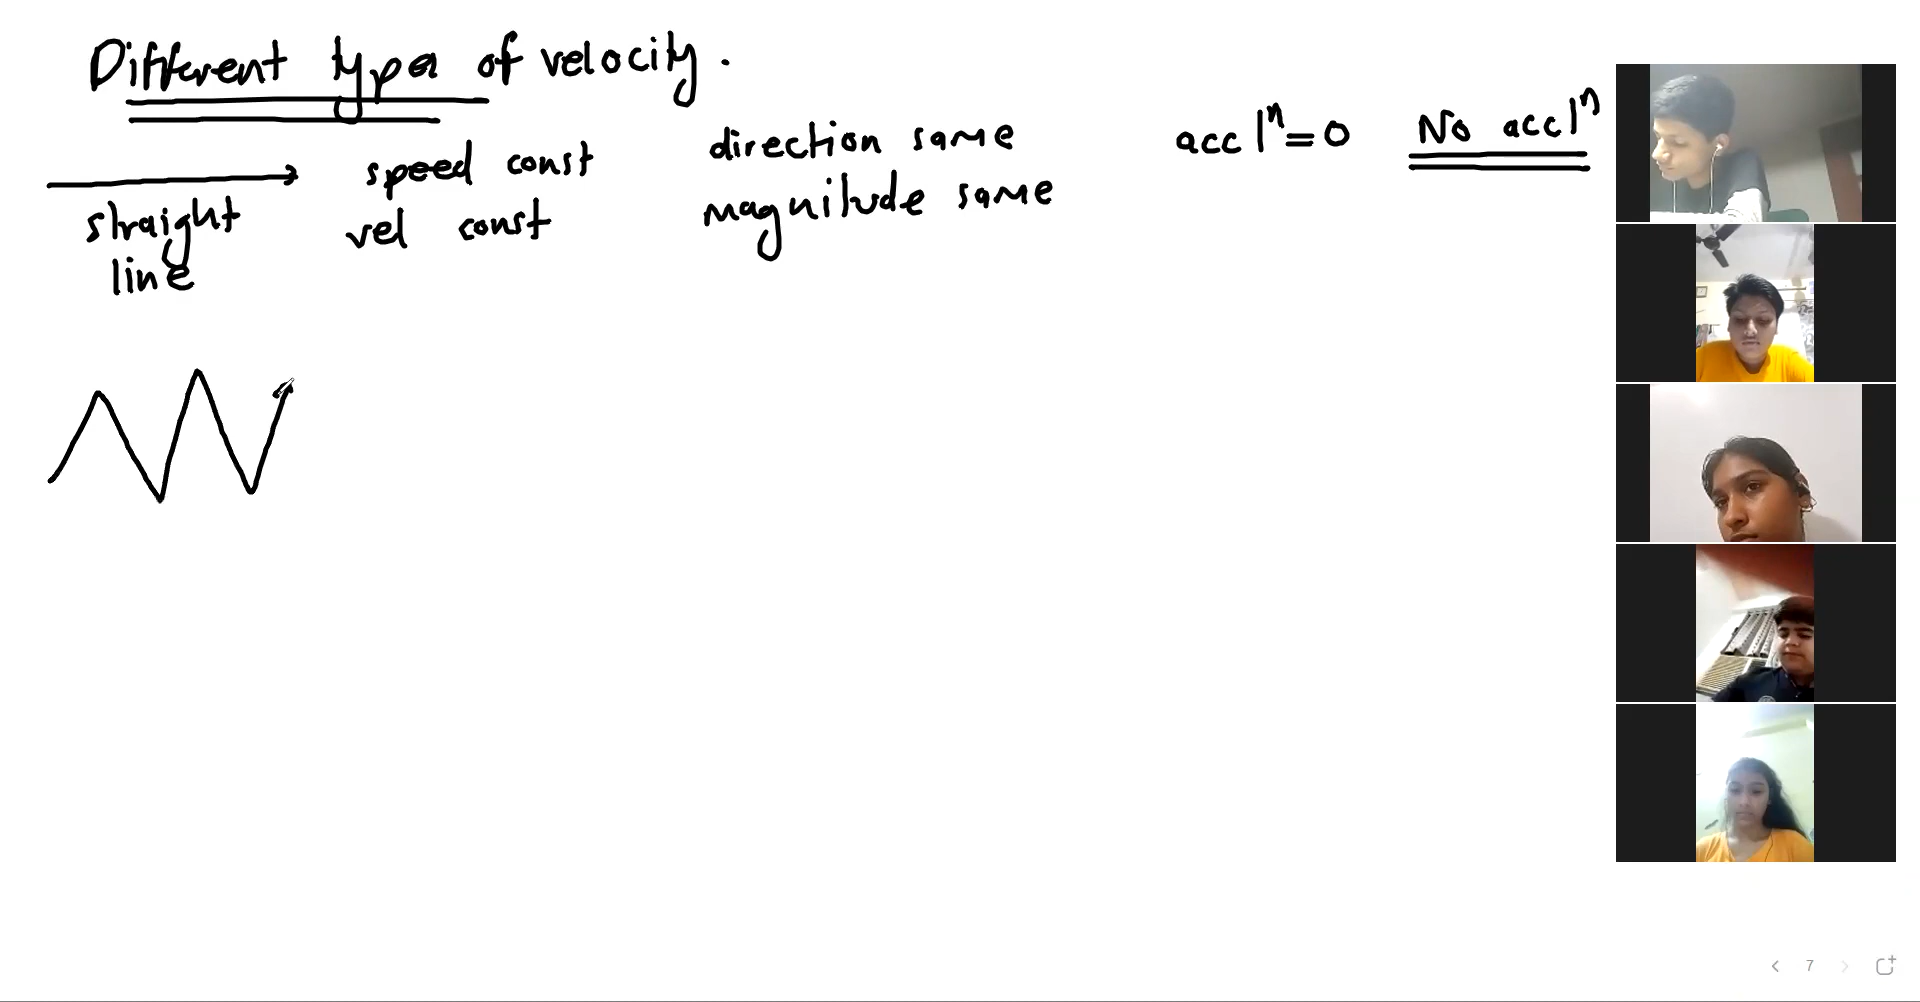 Different types of velocity.
straight
line
speed const
vel const
direction same
magnitude same
accl^n = 0
No accl^n
7